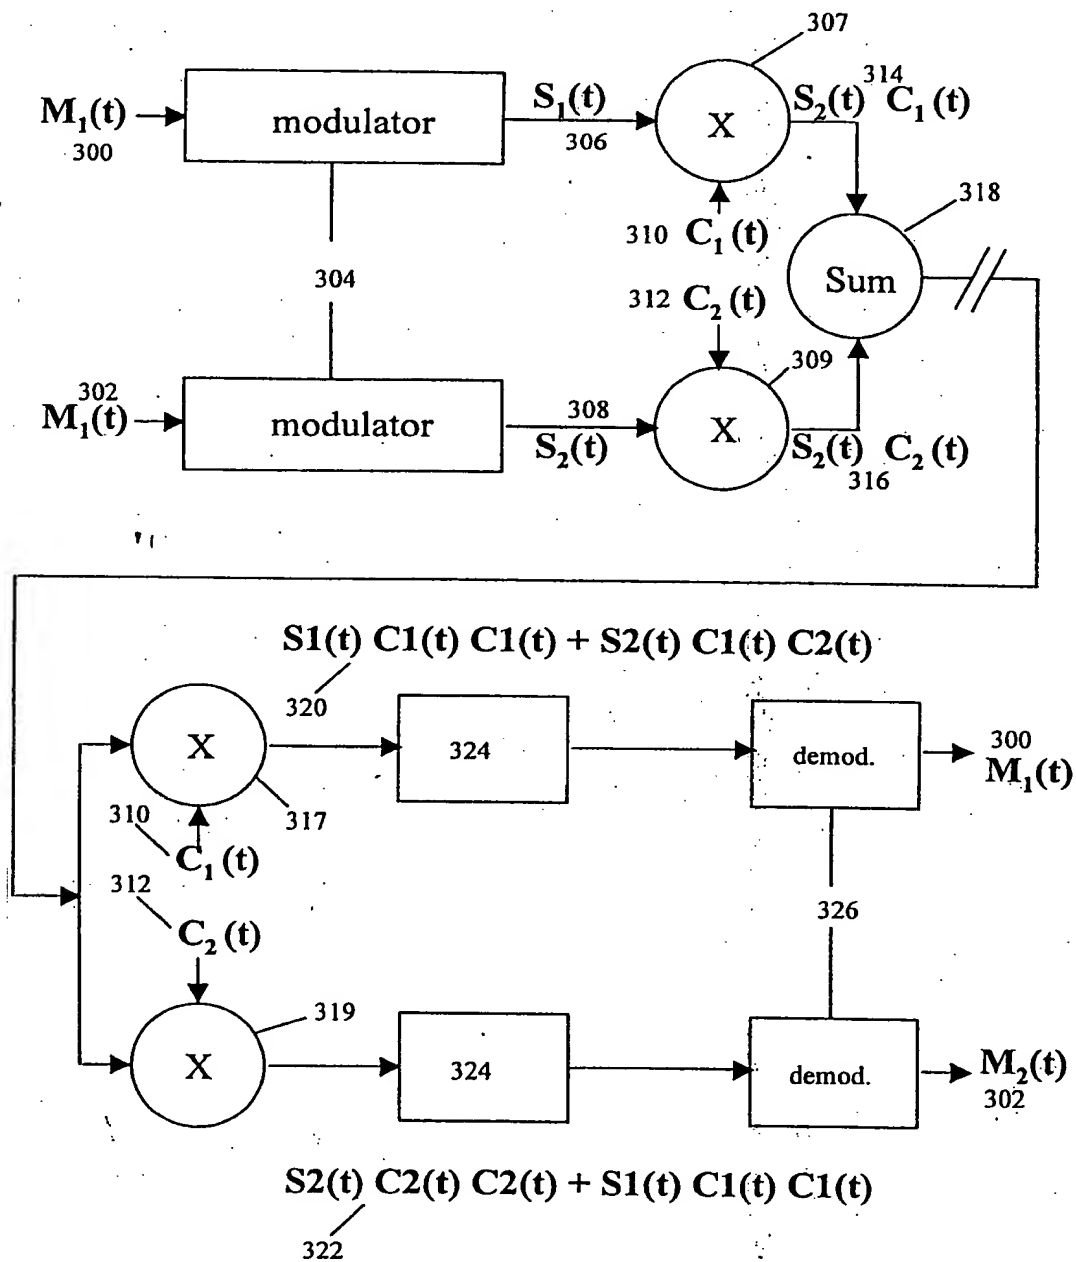 307
M₁(t)
300
modulator
S₁(t)
306
X
S₂(t) 314 C₁(t)
310 C₁(t)
318
304
Sum
312 C₂(t)
309
302
M₁(t)
modulator
308
S₂(t)
X
S₂(t) C₂(t)
316
S1(t) C1(t) C1(t) + S2(t) C1(t) C2(t)
320
X
324
demod.
300
M₁(t)
310
317
C₁(t)
312
326
C₂(t)
319
X
324
demod.
M₂(t)
302
S2(t) C2(t) C2(t) + S1(t) C1(t) C1(t)
322